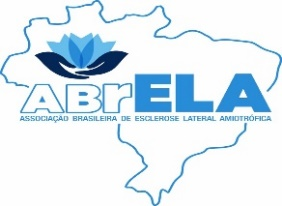 ABrELA
ASSOCIAÇÃO BRASILEIRA DE ESCLEROSE LATERAL AMIOTRÓFICA